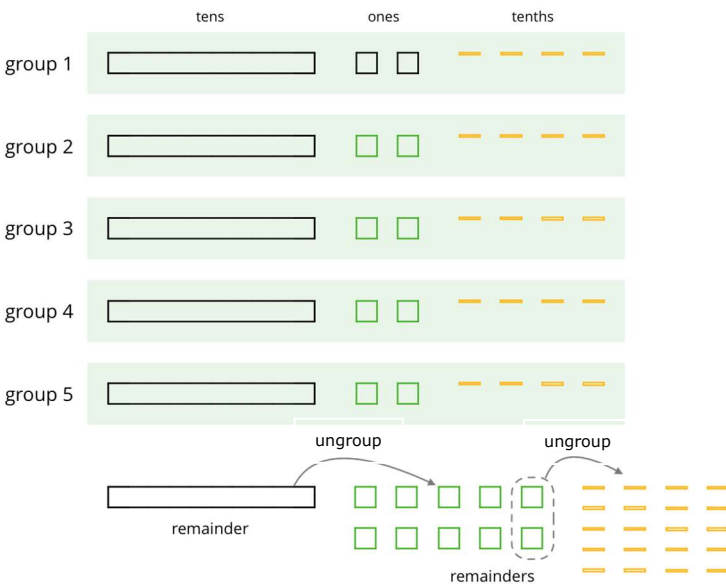 tens ones tenths
group 1
group 2
group 3
group 4
group 5
ungroup ungroup
remainder
remainders